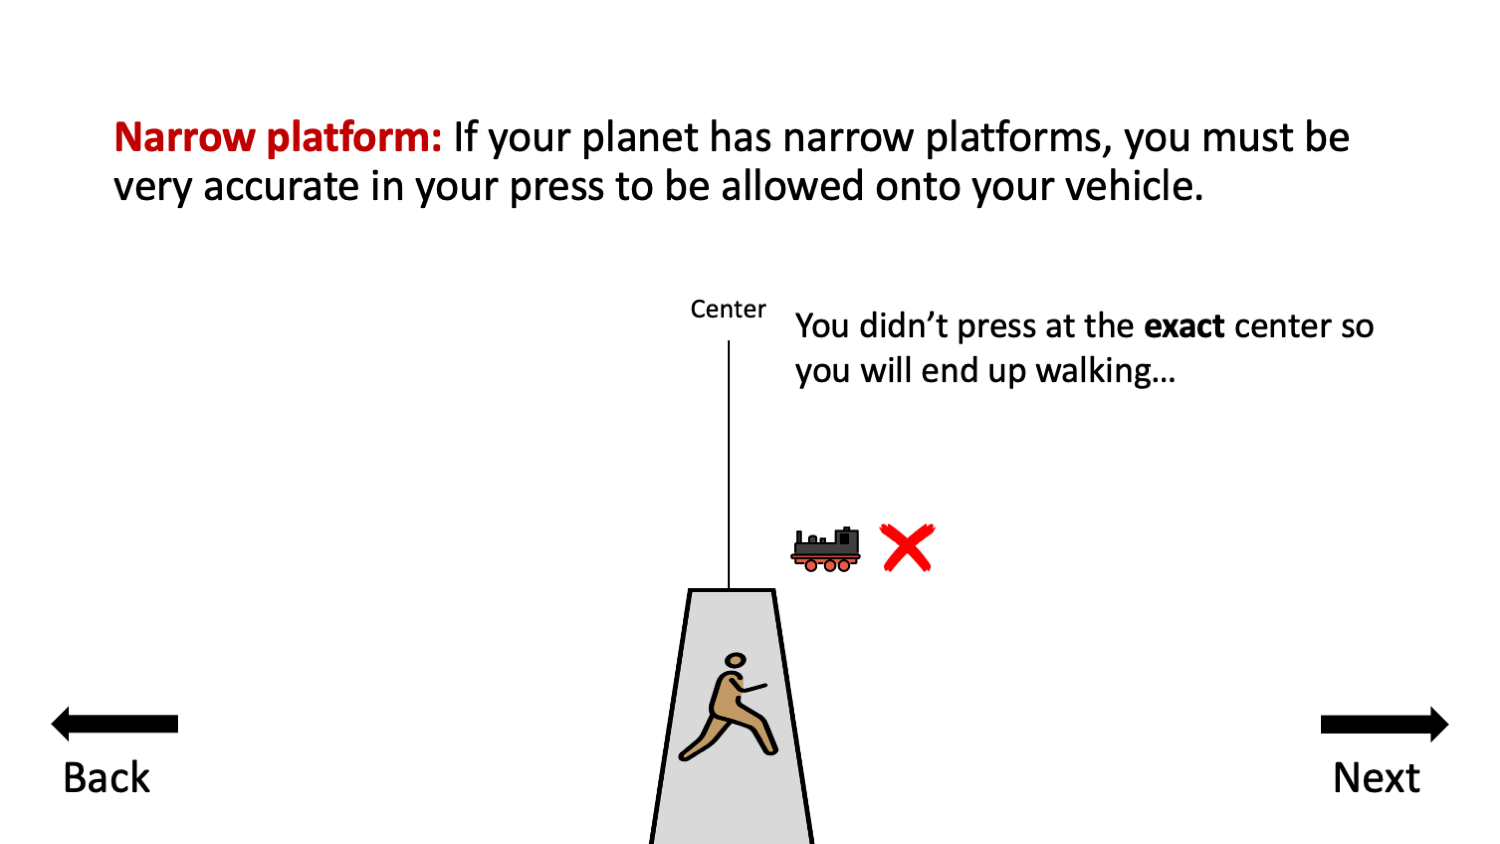 Narrow platform: If your planet has narrow platforms, you must be
very accurate in your press to be allowed onto your vehicle.
Center
You didn’t press at the exact center so
you will end up walking…
Back
Next